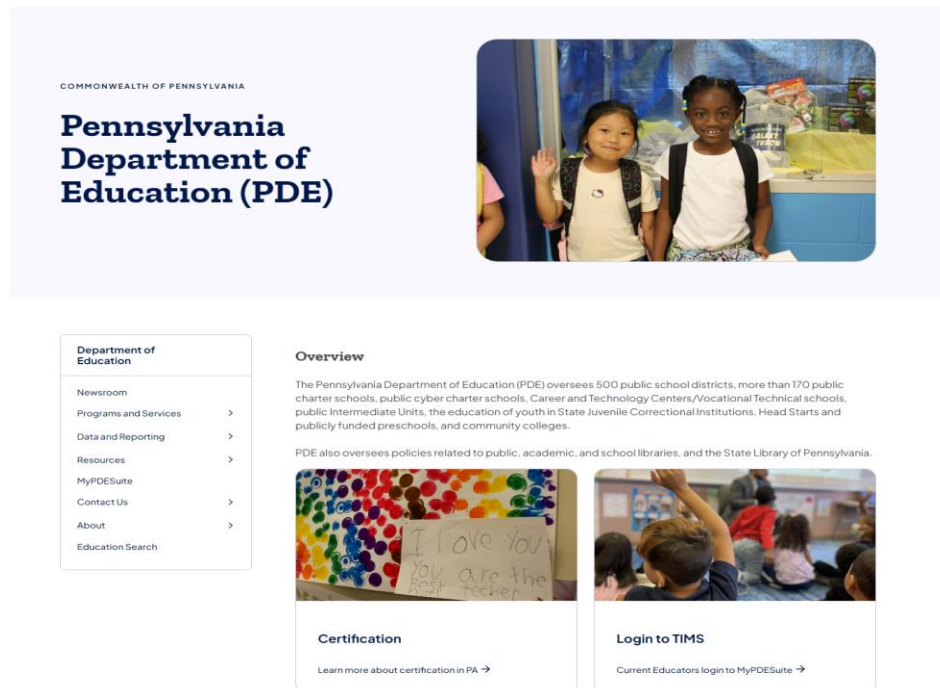 COMMONWEALTH OF PENNSYLVANIA
Pennsylvania
Department of
Education (PDE)
GALAXY
THROW
Department of
Education
Newsroom
Programs and Services
Data and Reporting
Resources
MyPDESuite
Contact Us
About
Education Search
Overview
The Pennsylvania Department of Education (PDE) oversees 500 public school districts, more than 170 public
charter schools, public cyber charter schools, Career and Technology Centers/Vocational Technical schools,
public Intermediate Units, the education of youth in State Juvenile Correctional Institutions, Head Starts and
publicly funded preschools, and community colleges.
PDE also oversees policies related to public, academic, and school libraries, and the State Library of Pennsylvania.
I love You
You are the
Best techer
Certification
Learn more about certification in PA →
Login to TIMS
Current Educators login to MyPDESuite →